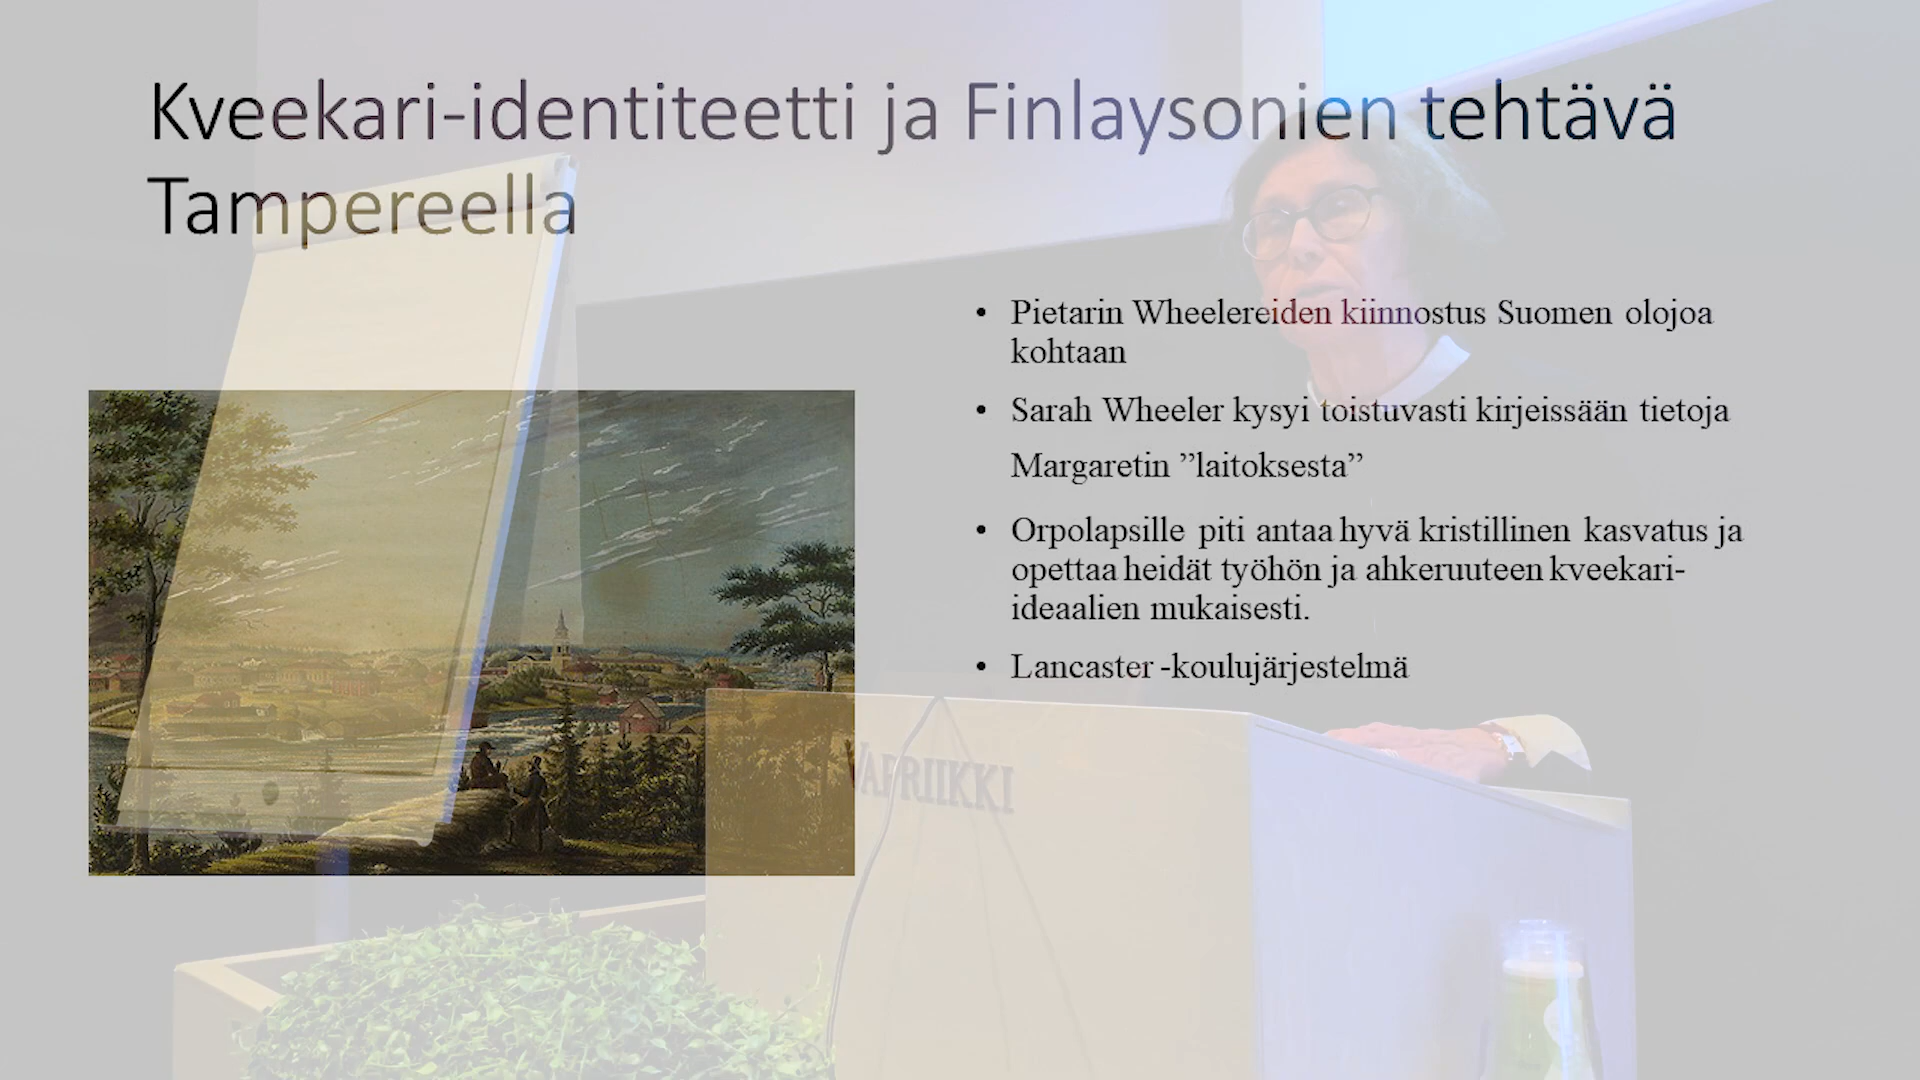 Kveekari-identiteetti ja Finlaysonien tehtävä
Tampereella
• Pietarin Wheelereiden kiinnostus Suomen olojoa
kohtaan
• Sarah Wheeler kysyi toistuvasti kirjeissään tietoja
Margaretin ”laitoksesta”
• Orpolapsille piti antaa hyvä kristillinen kasvatus ja
opettaa heidät työhön ja ahkeruuteen kveekari-
ideaalien mukaisesti.
• Lancaster -koulujärjestelmä
VAPRIIKKI